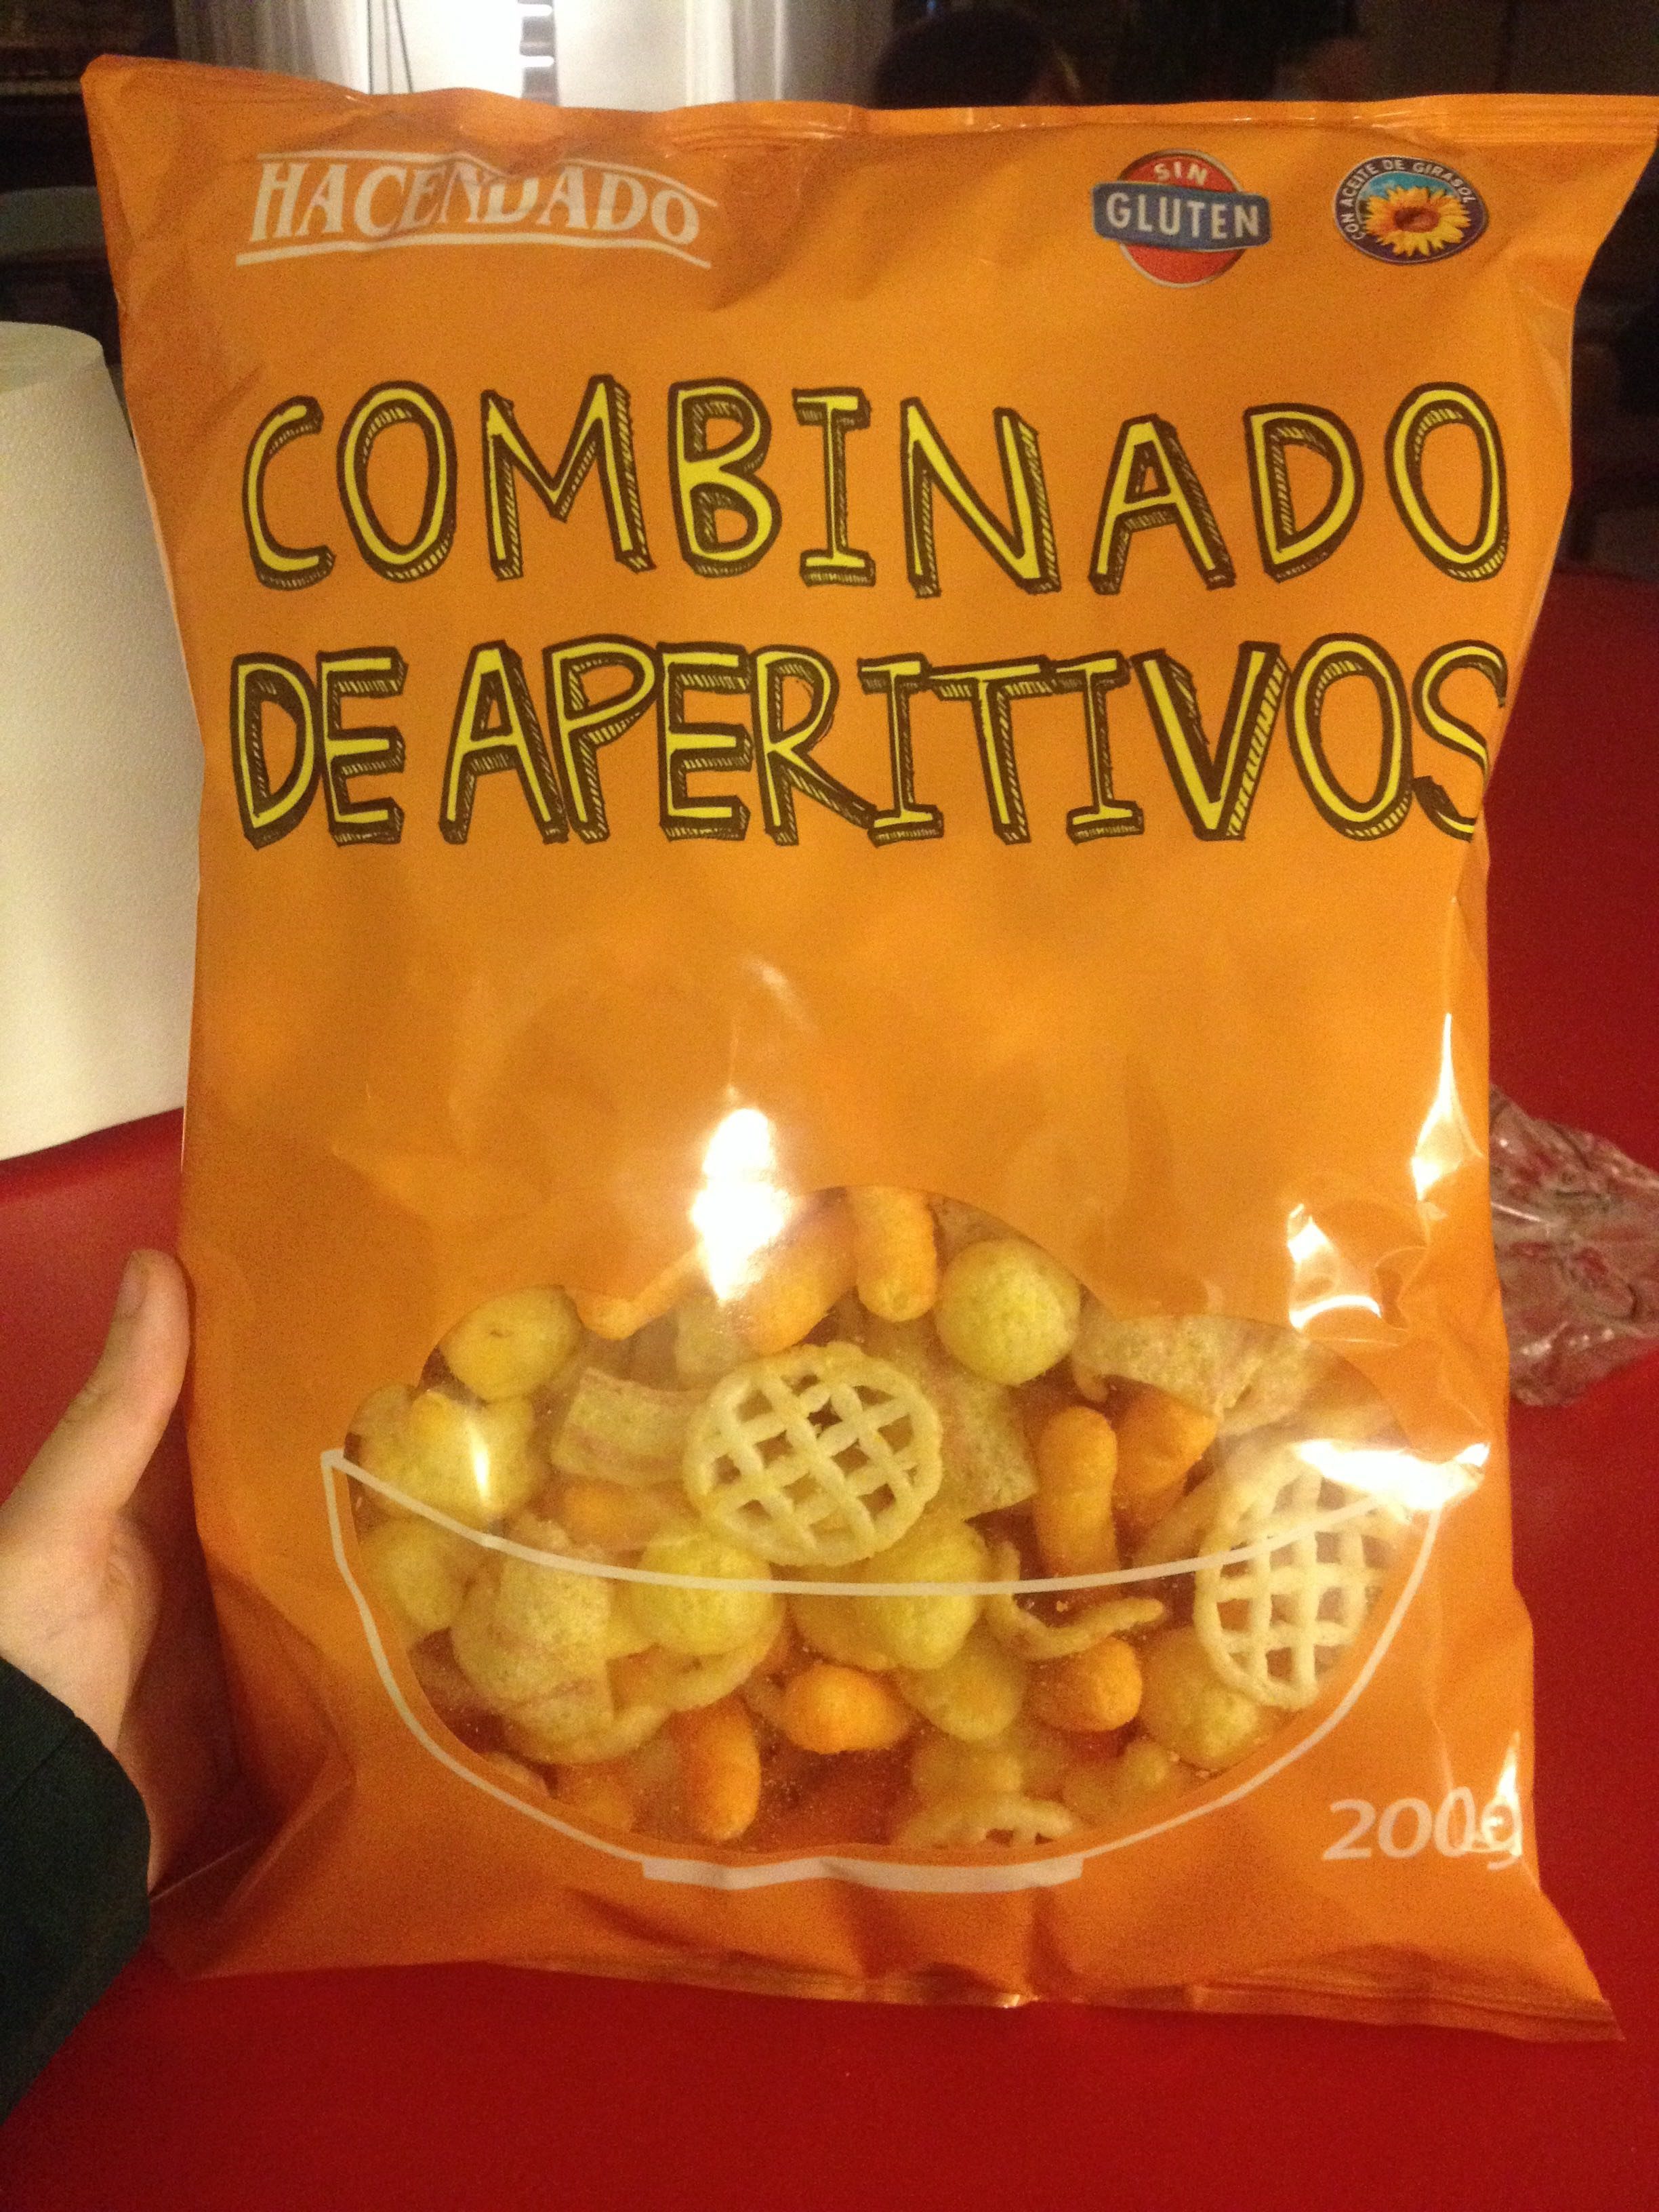 HACENDADO
SIN
GLUTEN
CON ACEITE DE GIRASOL
COMBINADO
DE APERITIVOS
200g